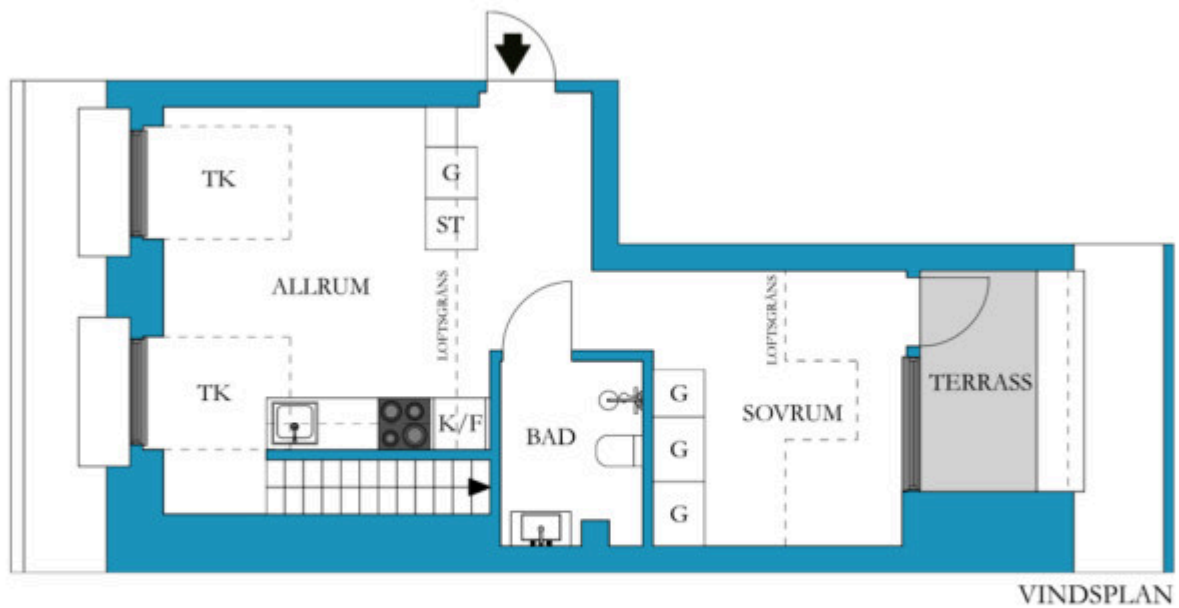 TK
G
ST
ALLRUM
LOFTSGRÄNS
LOFTSGRÄNS
TERRASS
TK
K/F
BAD
G
SOVRUM
G
G
VINDSPLAN